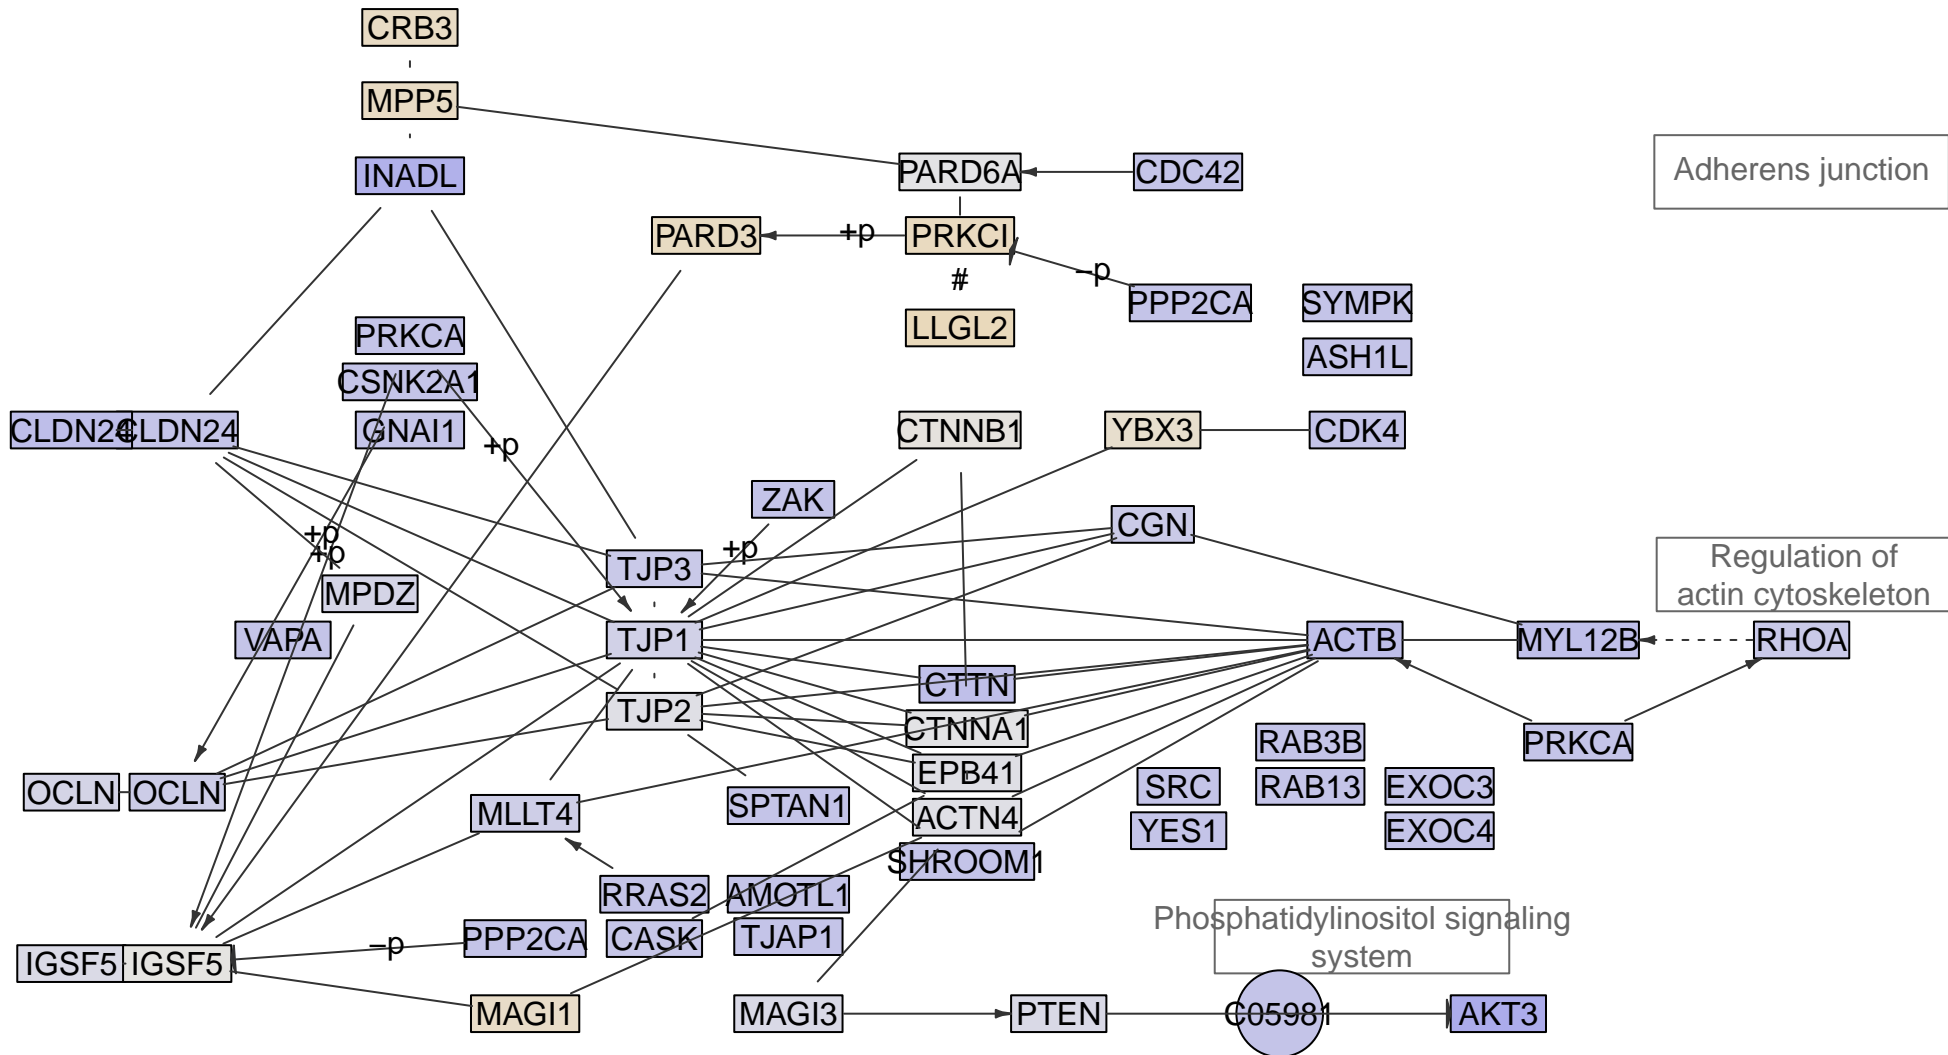 CRB3
MPP5
INADL
PARD6A
CDC42
Adherens junction
PARD3
+p
PRKCI
#
−p
PRKCA
LLGL2
PPP2CA
SYMPK
ASH1L
CSNK2A1
CLDN24
CLDN24
GNAI1
+p
CTNNB1
YBX3
CDK4
ZAK
CGN
+p
+p
+p
TJP3
Regulation of
actin cytoskeleton
MPDZ
VAPA
TJP1
ACTB
MYL12B
RHOA
CTTN
TJP2
CTNNA1
RAB3B
PRKCA
EPB41
OCLN
OCLN
SRC
RAB13
EXOC3
MLLT4
SPTAN1
ACTN4
YES1
EXOC4
SHROOM1
RRAS2
AMOTL1
Phosphatidylinositol signaling
system
−p
PPP2CA
CASK
TJAP1
IGSF5
IGSF5
MAGI1
MAGI3
PTEN
C05981
AKT3